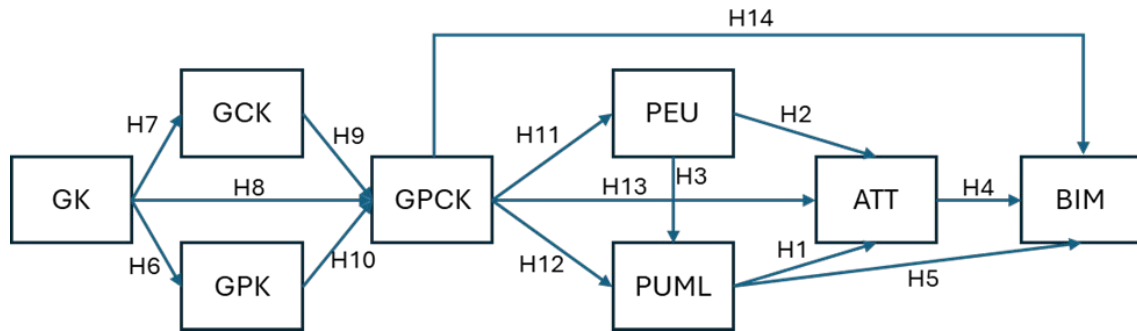 H14
GCK
PEU
H7
H9
H11
H2
GK
H8
GPCK
H13
H3
ATT
H4
BIM
H6
GPK
H10
H12
PUML
H1
H5